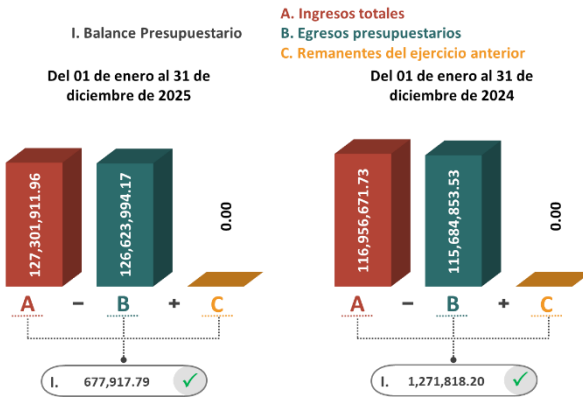 I. Balance Presupuestario
A. Ingresos totales
B. Egresos presupuestarios
C. Remanentes del ejercicio anterior
Del 01 de enero al 31 de
diciembre de 2025
127,301,911.96
126,623,994.17
0.00
A − B + C
I. 677,917.79 ✓
Del 01 de enero al 31 de
diciembre de 2024
116,956,671.73
115,684,853.53
0.00
A − B + C
I. 1,271,818.20 ✓